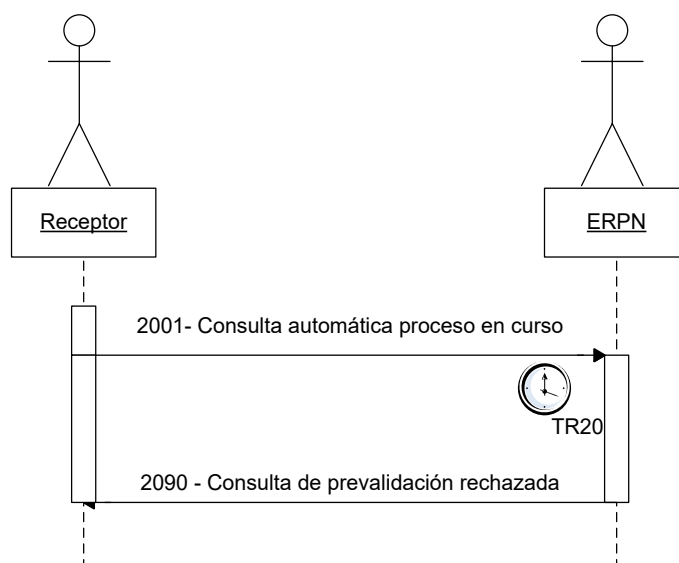 Receptor
ERPN
2001- Consulta automática proceso en curso
TR20
2090 - Consulta de prevalidación rechazada